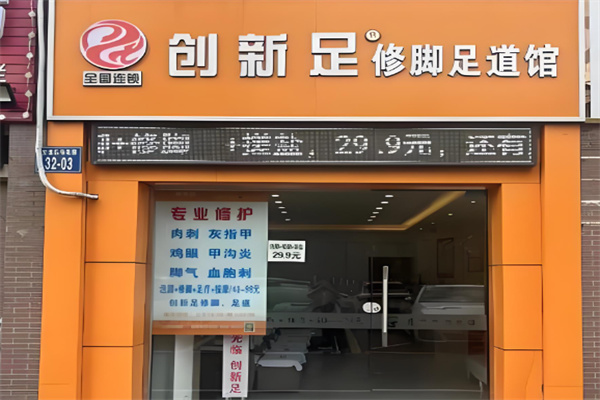 全国连锁
创新足®修脚足道馆
+修脚 +搓盐，29.9元，还有
32-03
29.9元
专业修护
肉刺 灰指甲
鸡眼 甲沟炎
脚气 血胞刺
创新足修脚、足道
光临 创新足